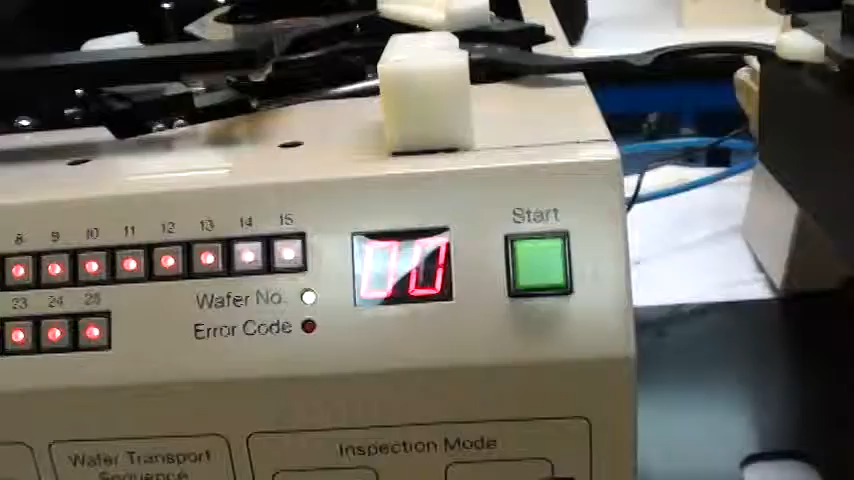 8 9 10 11 12 13 14 15
23 24 25
Wafer No.
Error Code
00
Start
Wafer Transport
Sequence
Inspection Mode